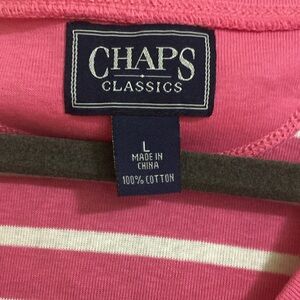 CHAPS
CLASSICS
L
MADE IN
CHINA
100% COTTON